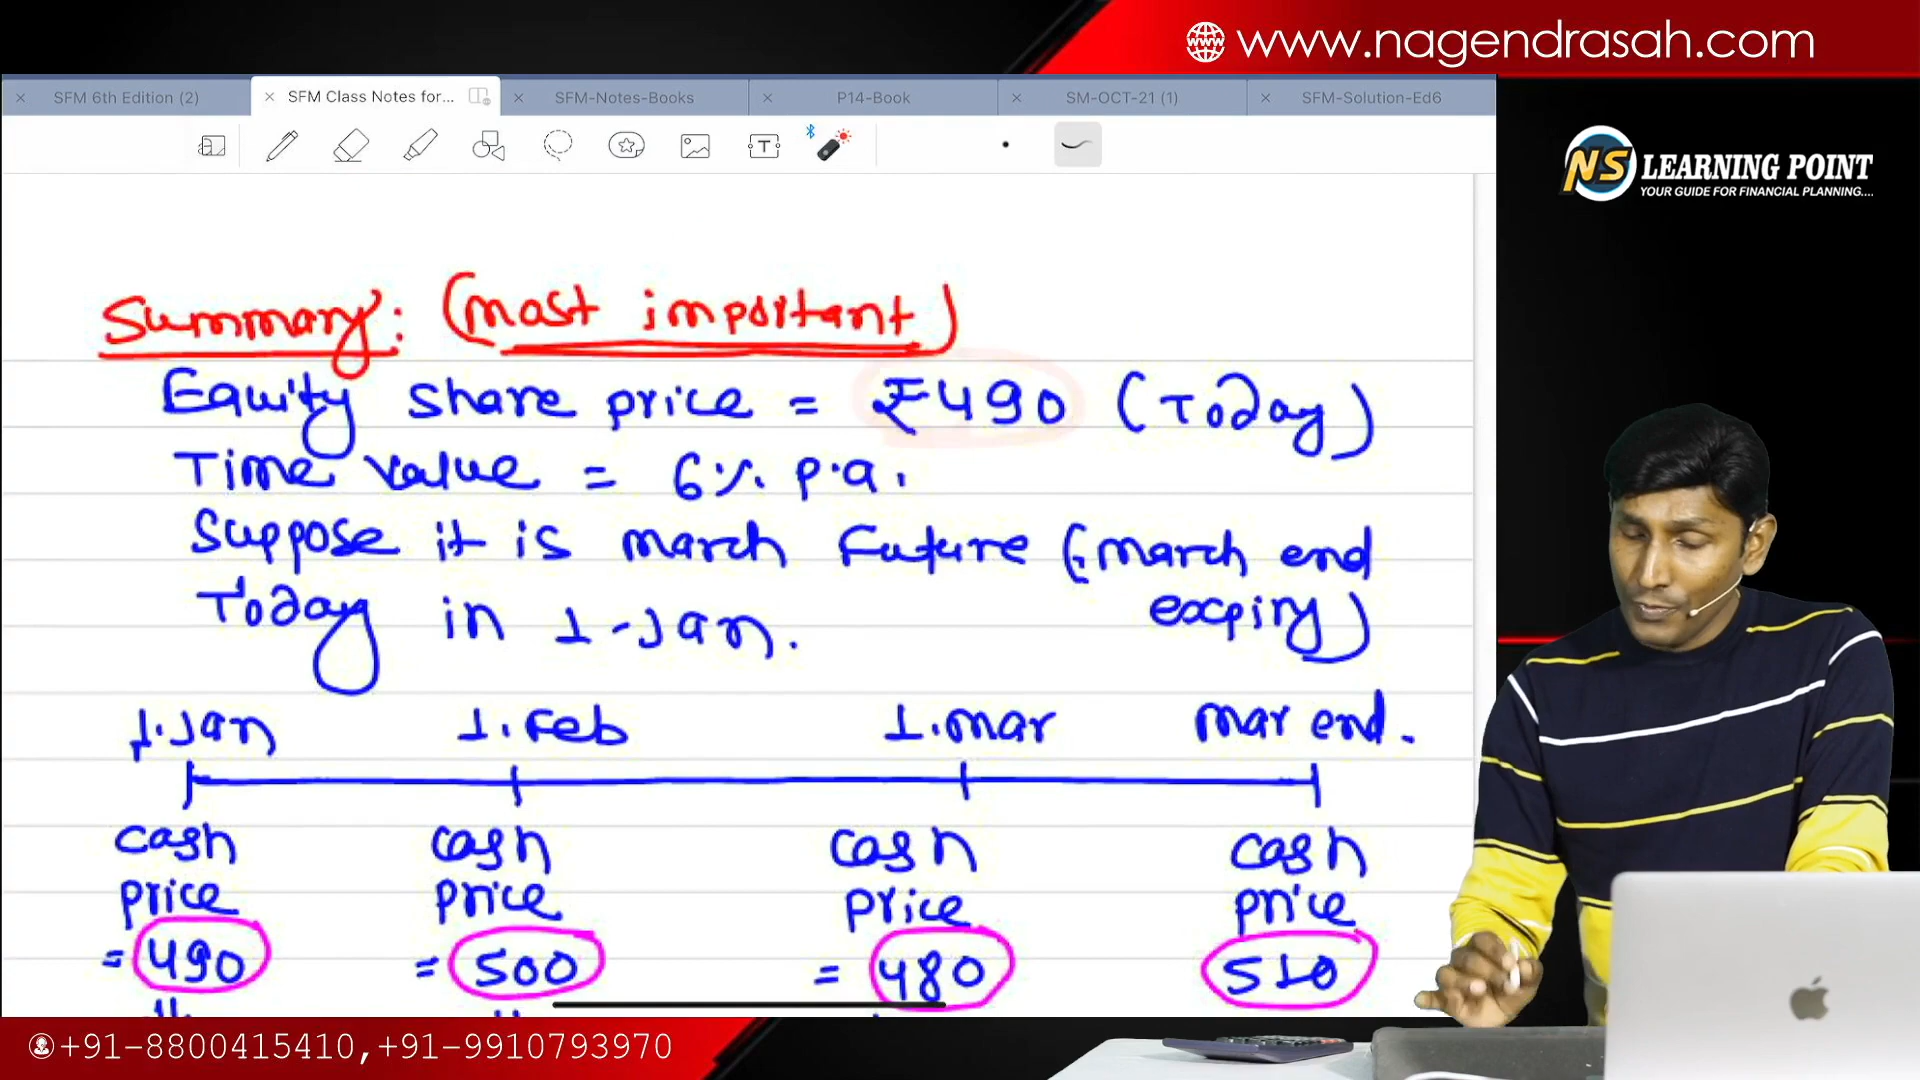 www.nagendrasah.com
SFM 6th Edition (2)
SFM Class Notes for...
SFM-Notes-Books
P14-Book
SM-OCT-21 (1)
SFM-Solution-Ed6
NS LEARNING POINT
YOUR GUIDE FOR FINANCIAL PLANNING....
Summary: (most important)
Equity share price = ₹490 (Today)
Time value = 6% p.a.
Suppose it is march Future (march end
expiry)
Today in 1-Jan.
1.Jan 1.Feb 1.mar mar end.
cash cash cash cash
price price price price
= 490 = 500 = 480 510
+91-8800415410,+91-9910793970